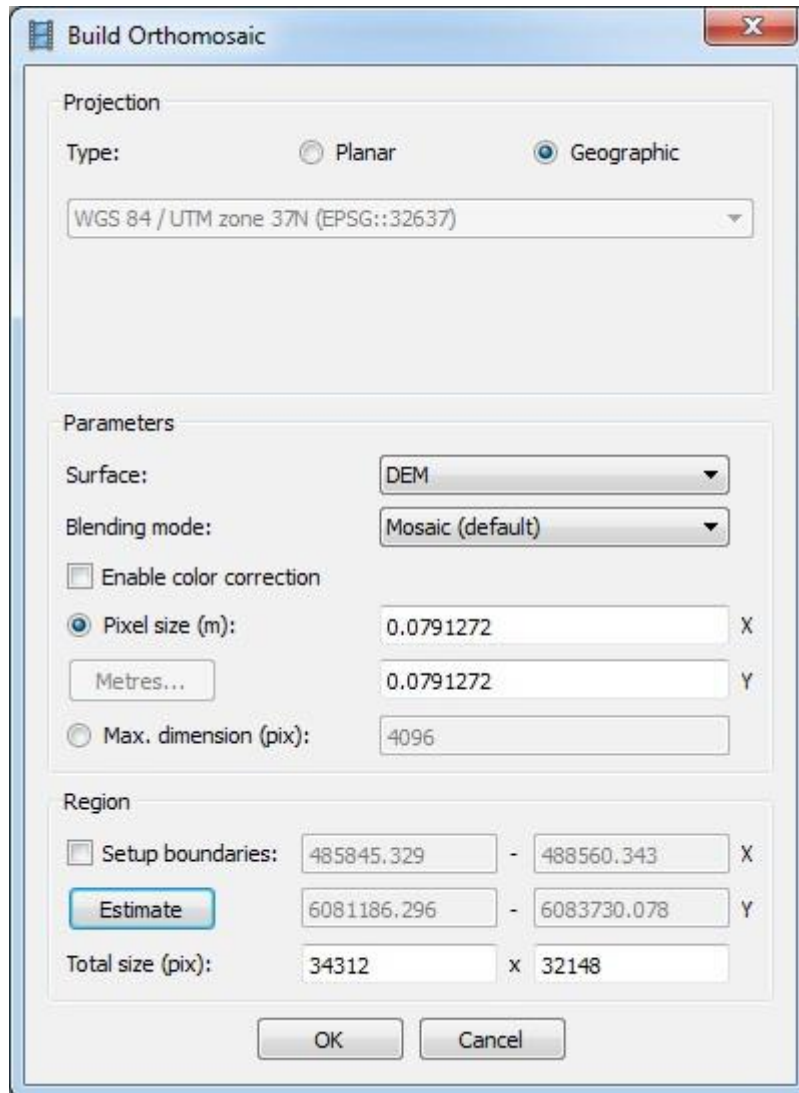 Build Orthomosaic
Projection
Type: Planar Geographic
WGS 84 / UTM zone 37N (EPSG::32637)
Parameters
Surface: DEM
Blending mode: Mosaic (default)
Enable color correction
Pixel size (m): 0.0791272 X
Metres... 0.0791272 Y
Max. dimension (pix): 4096
Region
Setup boundaries: 485845.329 - 488560.343 X
Estimate 6081186.296 - 6083730.078 Y
Total size (pix): 34312 x 32148
OK Cancel